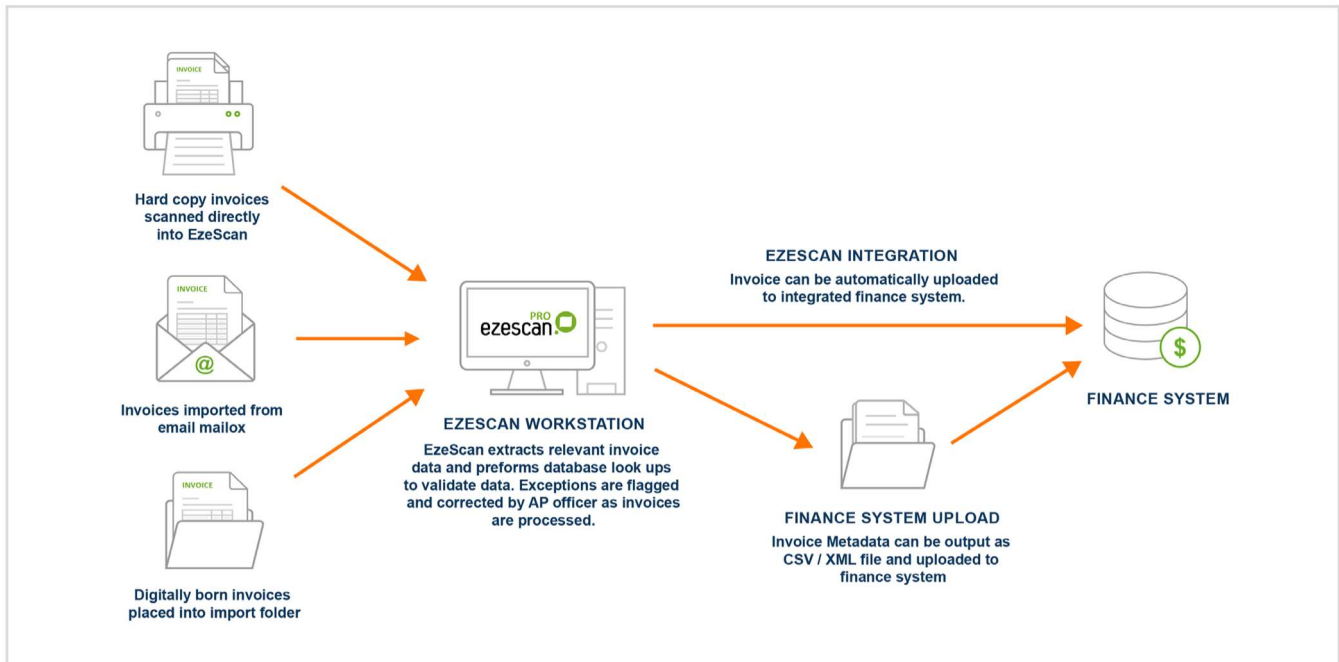 INVOICE
Hard copy invoices
scanned directly
into EzeScan
INVOICE
@
Invoices imported from
email mailox
INVOICE
Digitally born invoices
placed into import folder
PRO
ezescan
EZESCAN WORKSTATION
EzeScan extracts relevant invoice
data and preforms database look ups
to validate data. Exceptions are flagged
and corrected by AP officer as invoices
are processed.
EZESCAN INTEGRATION
Invoice can be automatically uploaded
to integrated finance system.
FINANCE SYSTEM UPLOAD
Invoice Metadata can be output as
CSV / XML file and uploaded to
finance system
$
FINANCE SYSTEM